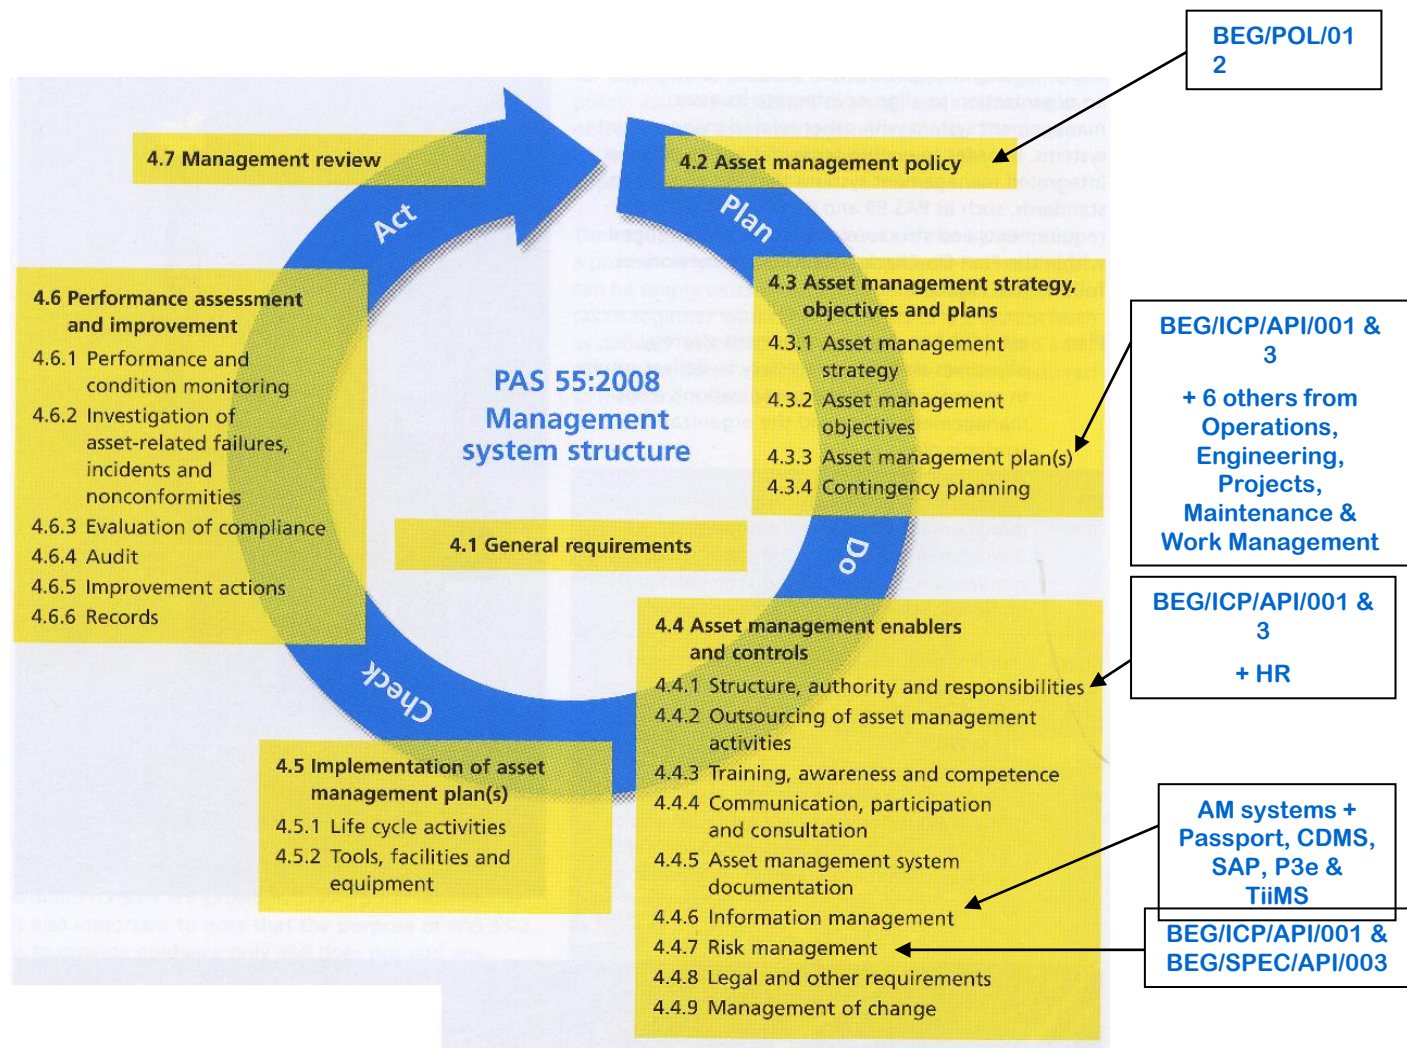 BEG/POL/01
2
4.7 Management review
4.2 Asset management policy
Act
Plan
4.6 Performance assessment
and improvement
4.6.1 Performance and
condition monitoring
4.6.2 Investigation of
asset-related failures,
incidents and
nonconformities
4.6.3 Evaluation of compliance
4.6.4 Audit
4.6.5 Improvement actions
4.6.6 Records
PAS 55:2008
Management
system structure
4.1 General requirements
4.3 Asset management strategy,
objectives and plans
4.3.1 Asset management
strategy
4.3.2 Asset management
objectives
4.3.3 Asset management plan(s)
4.3.4 Contingency planning
BEG/ICP/API/001 &
3
+ 6 others from
Operations,
Engineering,
Projects,
Maintenance &
Work Management
Do
BEG/ICP/API/001 &
3
+ HR
4.4 Asset management enablers
and controls
4.4.1 Structure, authority and responsibilities
4.4.2 Outsourcing of asset management
activities
4.4.3 Training, awareness and competence
4.4.4 Communication, participation
and consultation
4.4.5 Asset management system
documentation
4.4.6 Information management
4.4.7 Risk management
4.4.8 Legal and other requirements
4.4.9 Management of change
Check
4.5 Implementation of asset
management plan(s)
4.5.1 Life cycle activities
4.5.2 Tools, facilities and
equipment
AM systems +
Passport, CDMS,
SAP, P3e &
TiiMS
BEG/ICP/API/001 &
BEG/SPEC/API/003